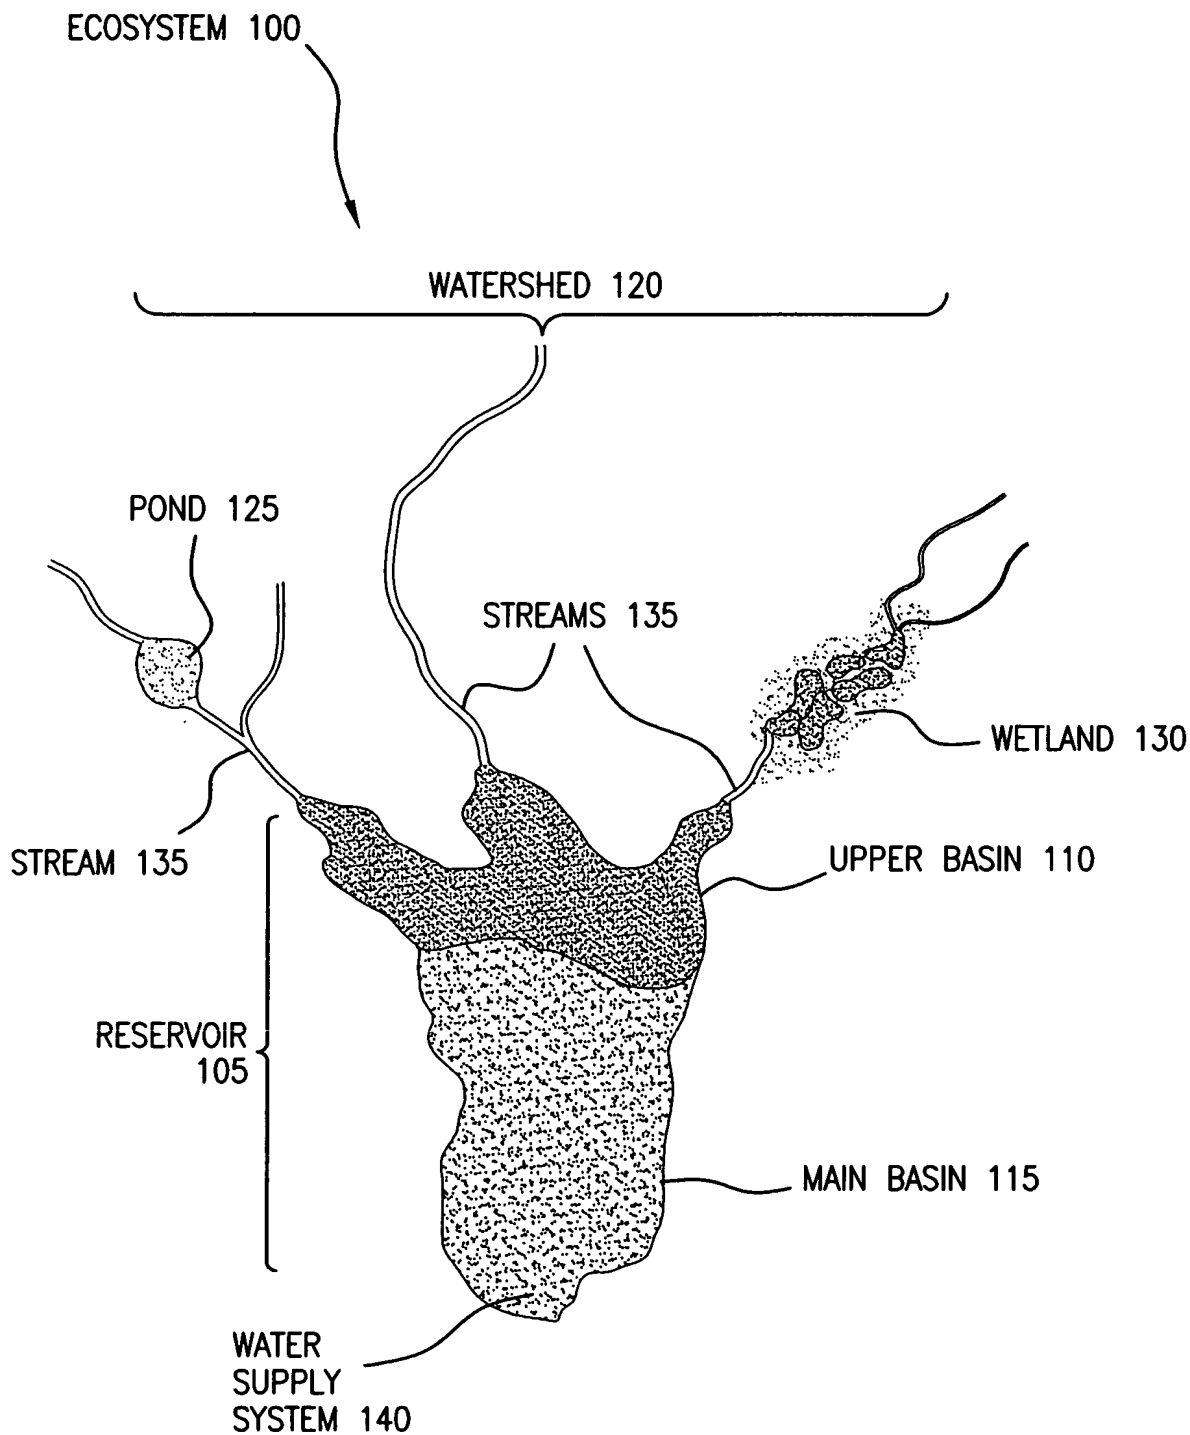 ECOSYSTEM 100
WATERSHED 120
POND 125
STREAMS 135
WETLAND 130
STREAM 135
UPPER BASIN 110
RESERVOIR
105
MAIN BASIN 115
WATER
SUPPLY
SYSTEM 140